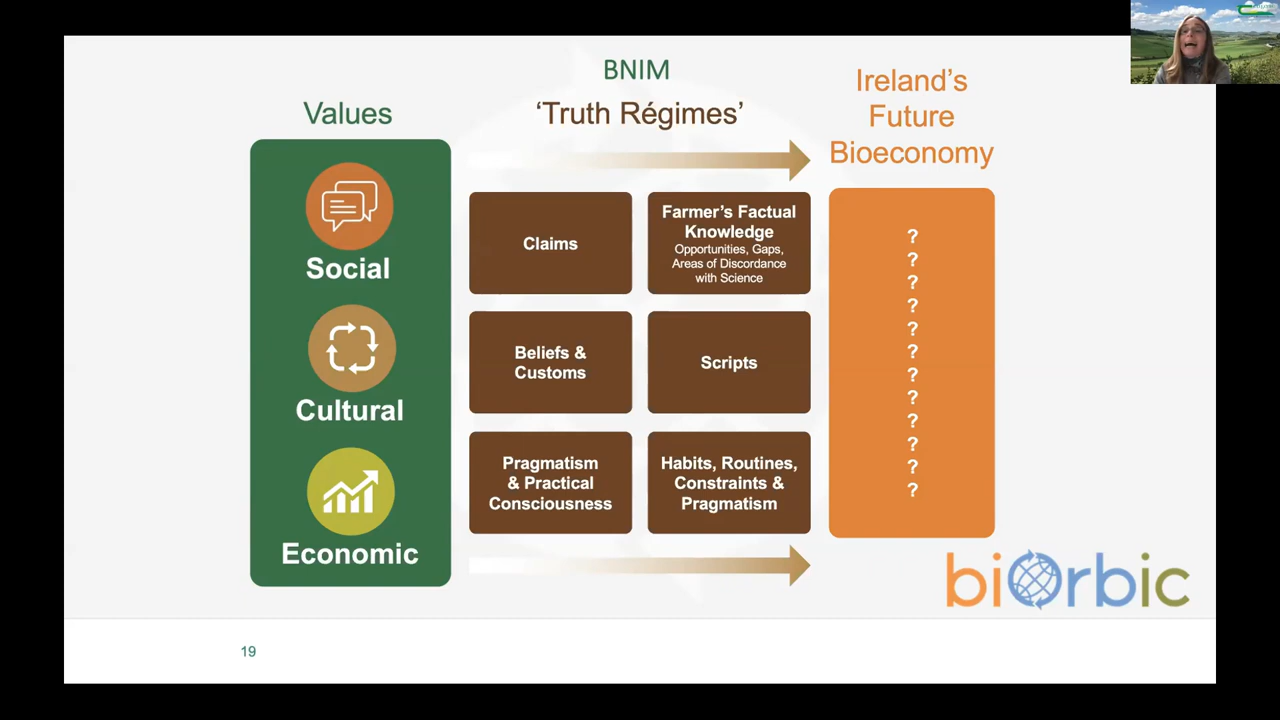 BNIM
'Truth Régimes'
Values
Ireland's
Future
Bioeconomy
Social
Cultural
Economic
Claims
Farmer's Factual
Knowledge
Opportunities, Gaps,
Areas of Discordance
with Science
Beliefs &
Customs
Scripts
Pragmatism
& Practical
Consciousness
Habits, Routines,
Constraints &
Pragmatism
?
?
?
?
?
?
?
?
?
?
?
?
biOrbic
19